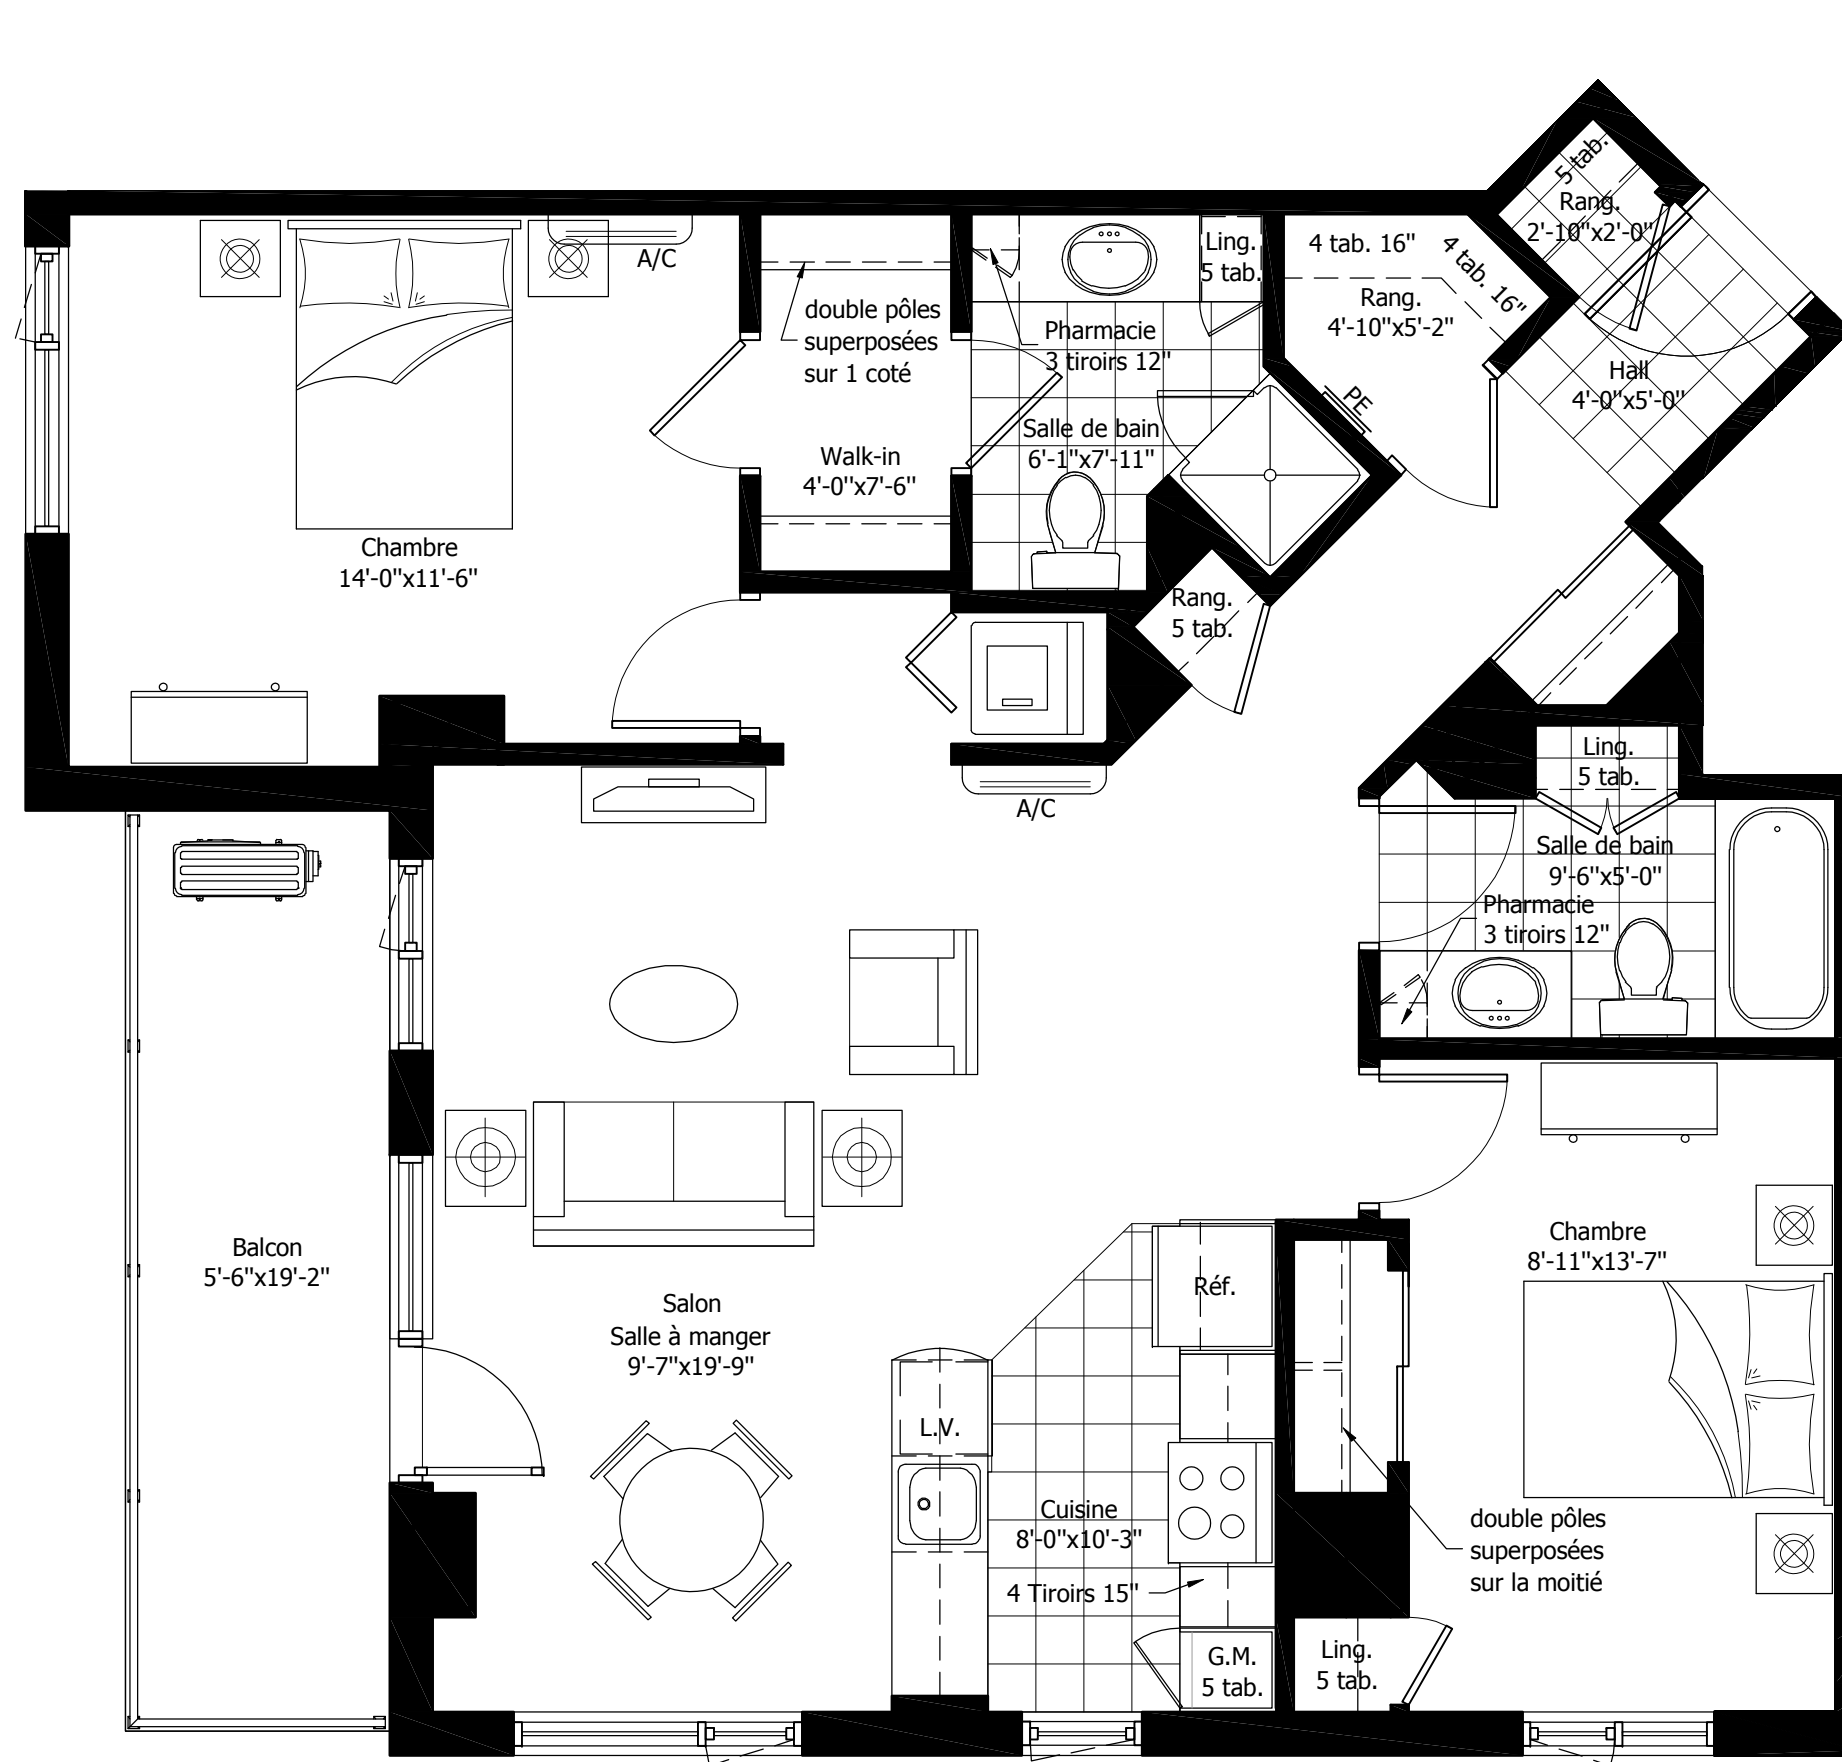 5 tab.
Rang.
2'-10"x2'-0"
A/C
Ling.
5 tab.
4 tab. 16"
4 tab. 16"
Rang.
4'-10"x5'-2"
double pôles
superposées
sur 1 coté
Pharmacie
3 tiroirs 12"
Hall
4'-0"x5'-0"
PE
Salle de bain
6'-1"x7'-11"
Walk-in
4'-0"x7'-6"
Chambre
14'-0"x11'-6"
Rang.
5 tab.
Ling.
5 tab.
A/C
Salle de bain
9'-6"x5'-0"
Pharmacie
3 tiroirs 12"
Balcon
5'-6"x19'-2"
Chambre
8'-11"x13'-7"
Réf.
Salon
Salle à manger
9'-7"x19'-9"
L.V.
Cuisine
8'-0"x10'-3"
double pôles
superposées
sur la moitié
4 Tiroirs 15"
G.M.
5 tab.
Ling.
5 tab.